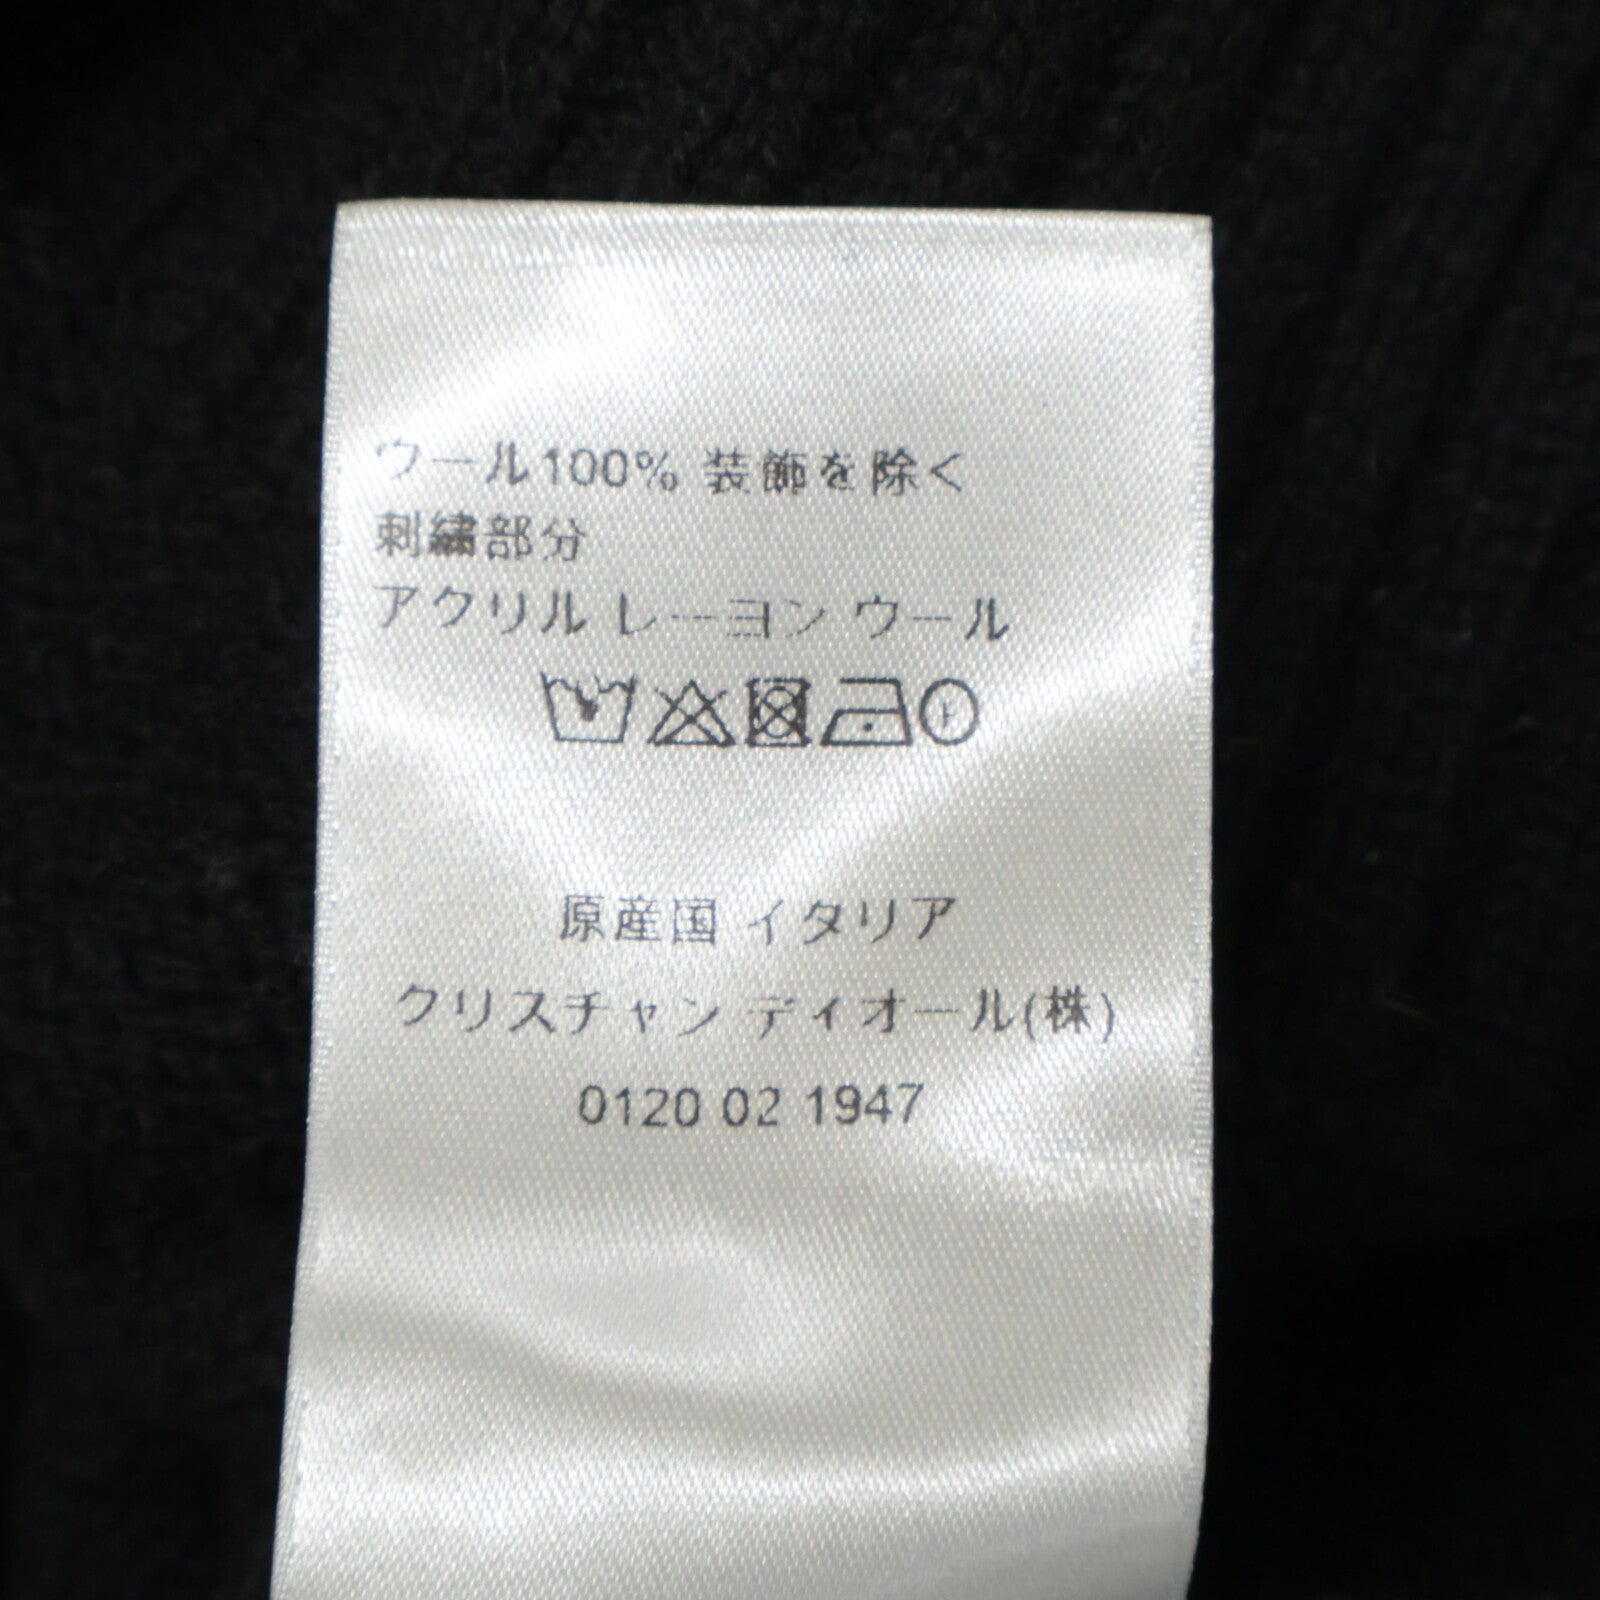 ウール100% 装飾を除く
刺繍部分
アクリル レーヨン ウール
原産国 イタリア
クリスチャン ディオール(株)
0120 02 1947